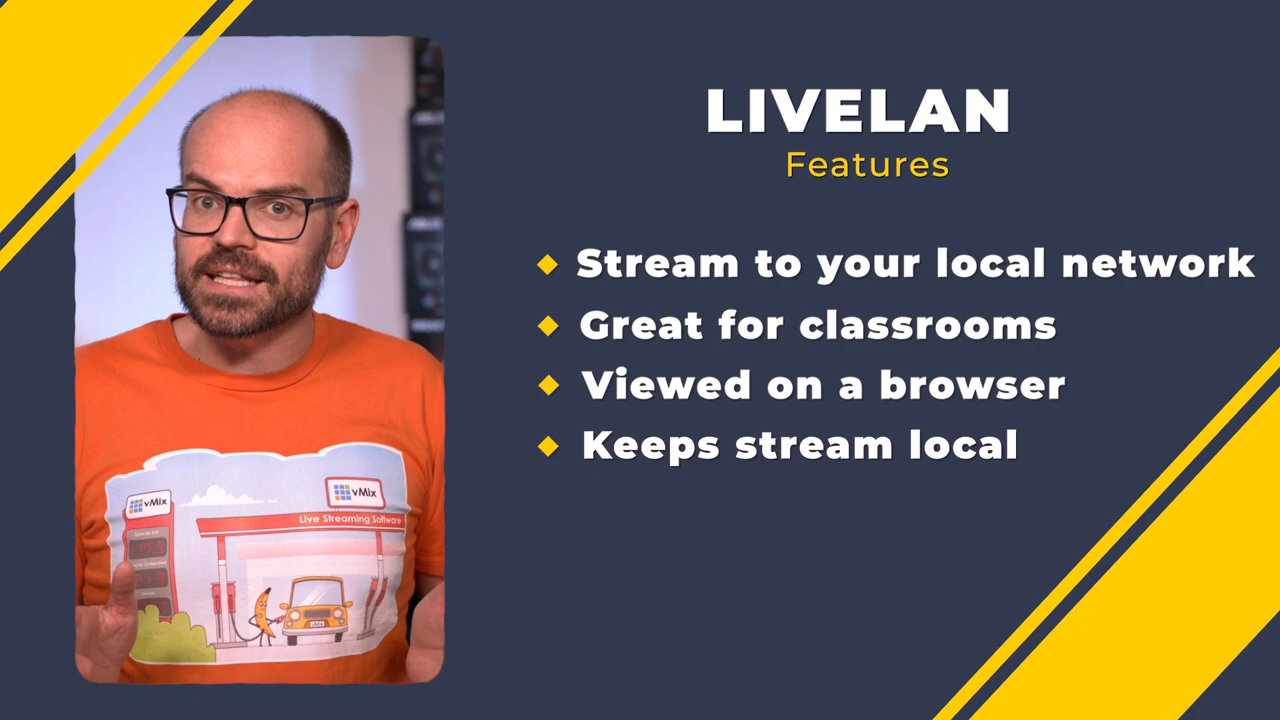 LIVELAN
Features
Stream to your local network
Great for classrooms
Viewed on a browser
Keeps stream local
vMix
vMix
Live Streaming Software
vMix